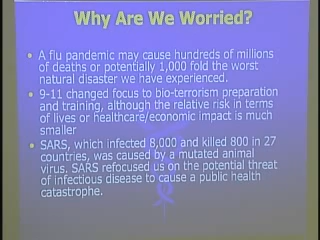 Why Are We Worried?
• A flu pandemic may cause hundreds of millions
of deaths or potentially 1,000 fold the worst
natural disaster we have experienced.
• 9-11 changed focus to bio-terrorism preparation
and training, although the relative risk in terms
of lives or healthcare/economic impact is much
smaller
• SARS, which infected 8,000 and killed 800 in 27
countries, was caused by a mutated animal
virus. SARS refocused us on the potential threat
of infectious disease to cause a public health
catastrophe.